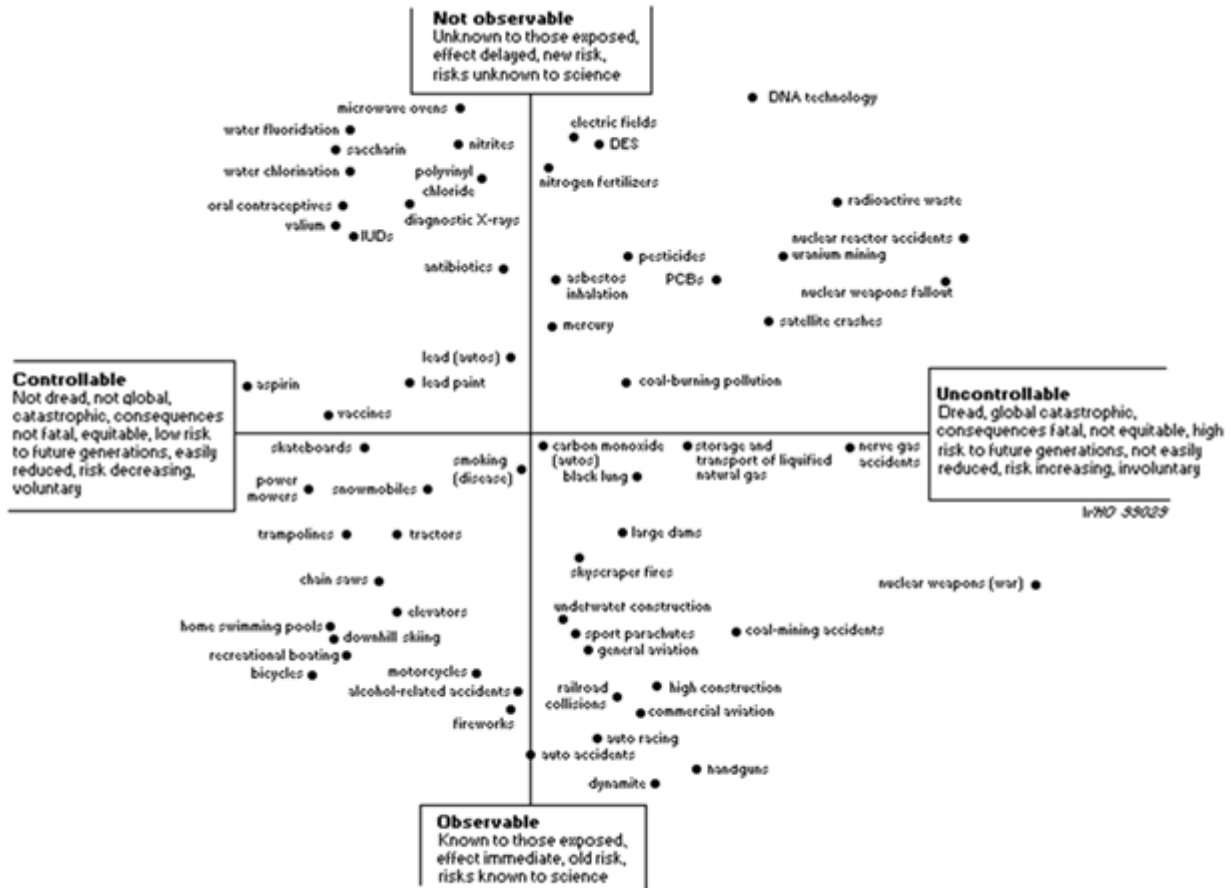 Not observable
Unknown to those exposed,
effect delayed, new risk,
risks unknown to science
DNA technology
microwave ovens
electric fields
water fluoridation
nitrites
DES
saccharin
water chlorination
polyvinyl
chloride
nitrogen fertilizers
oral contraceptives
diagnostic X-rays
radioactive waste
valium
IUDs
nuclear reactor accidents
pesticides
uranium mining
antibiotics
asbestos
inhalation
PCBs
nuclear weapons fallout
mercury
satellite crashes
lead (autos)
Controllable
Not dread, not global,
catastrophic, consequences
not fatal, equitable, low risk
to future generations, easily
reduced, risk decreasing,
voluntary
aspirin
lead paint
coal-burning pollution
vaccines
Uncontrollable
Dread, global catastrophic,
consequences fatal, not equitable, high
risk to future generations, not easily
reduced, risk increasing, involuntary
WHO 99029
skateboards
carbon monoxide
(autos)
storage and
transport of liquified
natural gas
nerve gas
accidents
smoking
(disease)
black lung
power
mowers
snowmobiles
trampolines
tractors
large dams
skyscraper fires
chain saws
nuclear weapons (war)
elevators
underwater construction
home swimming pools
downhill skiing
sport parachutes
coal-mining accidents
recreational boating
general aviation
bicycles
motorcycles
alcohol-related accidents
railroad
collisions
high construction
fireworks
commercial aviation
auto racing
auto accidents
handguns
dynamite
Observable
Known to those exposed,
effect immediate, old risk,
risks known to science